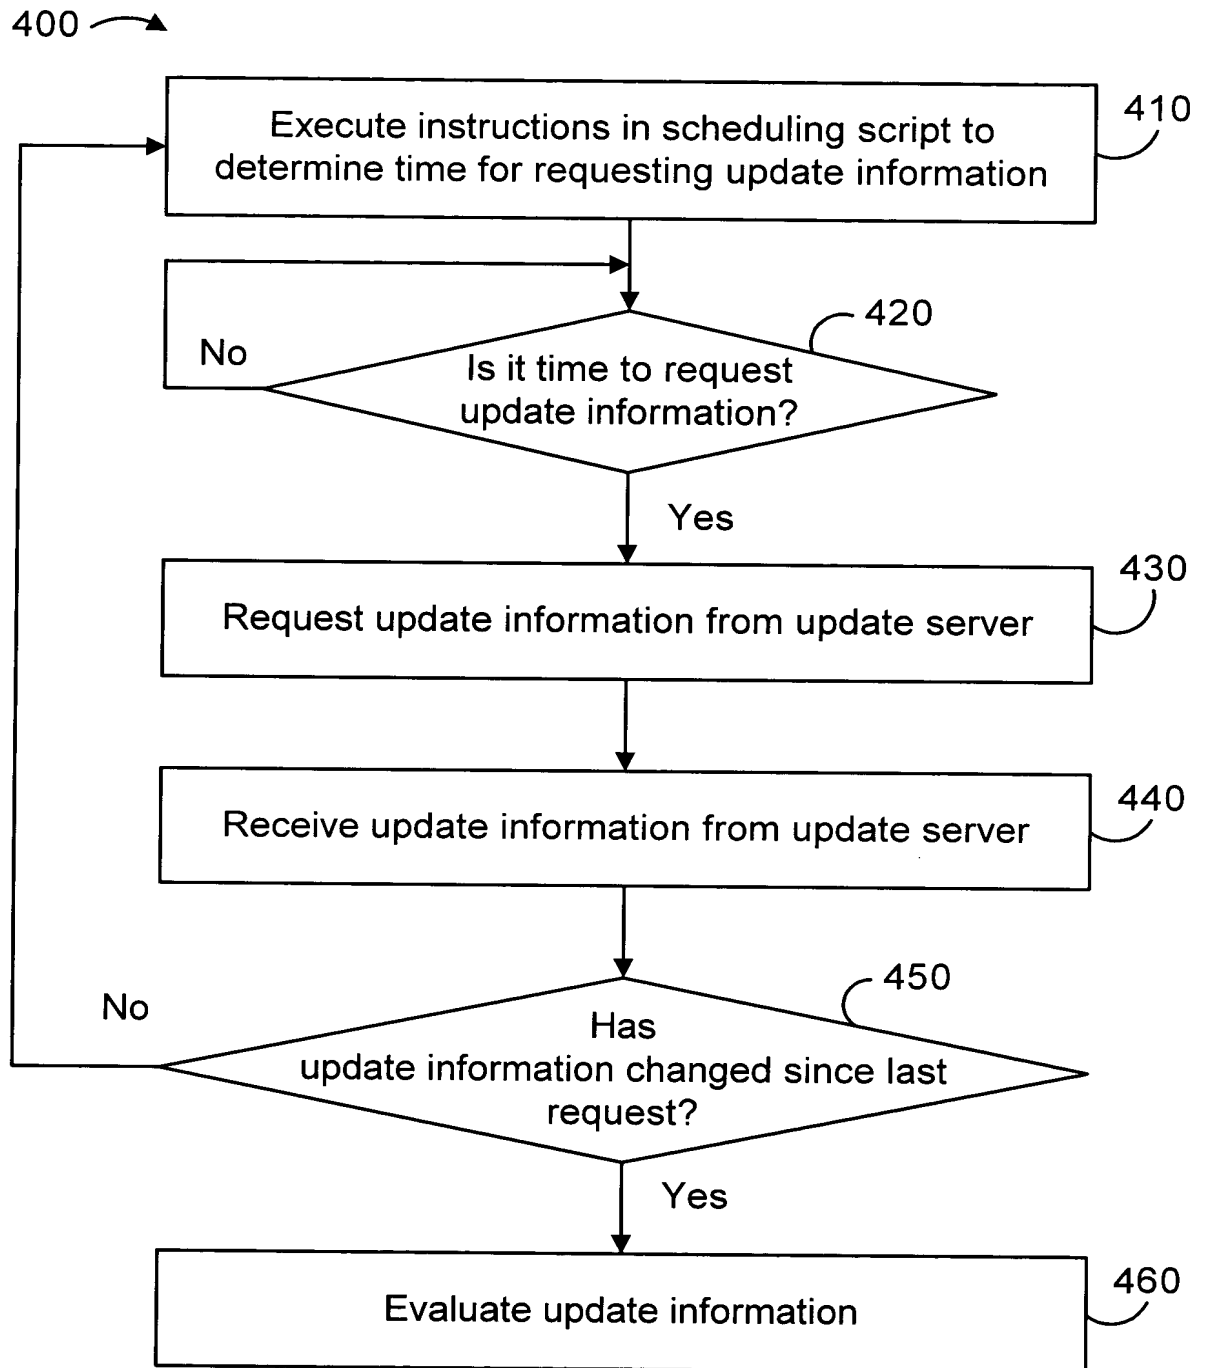 400
Execute instructions in scheduling script to
determine time for requesting update information
410
420
Is it time to request
update information?
No
Yes
430
Request update information from update server
440
Receive update information from update server
450
Has
update information changed since last
request?
No
Yes
460
Evaluate update information